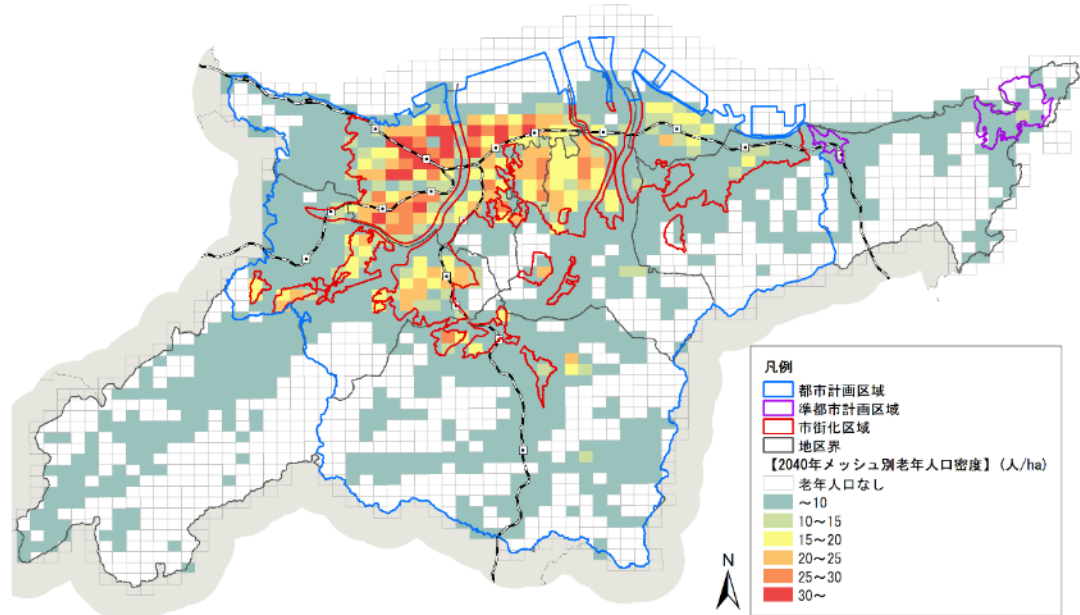 凡例
都市計画区域
準都市計画区域
市街化区域
地区界
【2040年メッシュ別老年人口密度】(人/ha)
老年人口なし
～10
10～15
15～20
20～25
25～30
30～
N